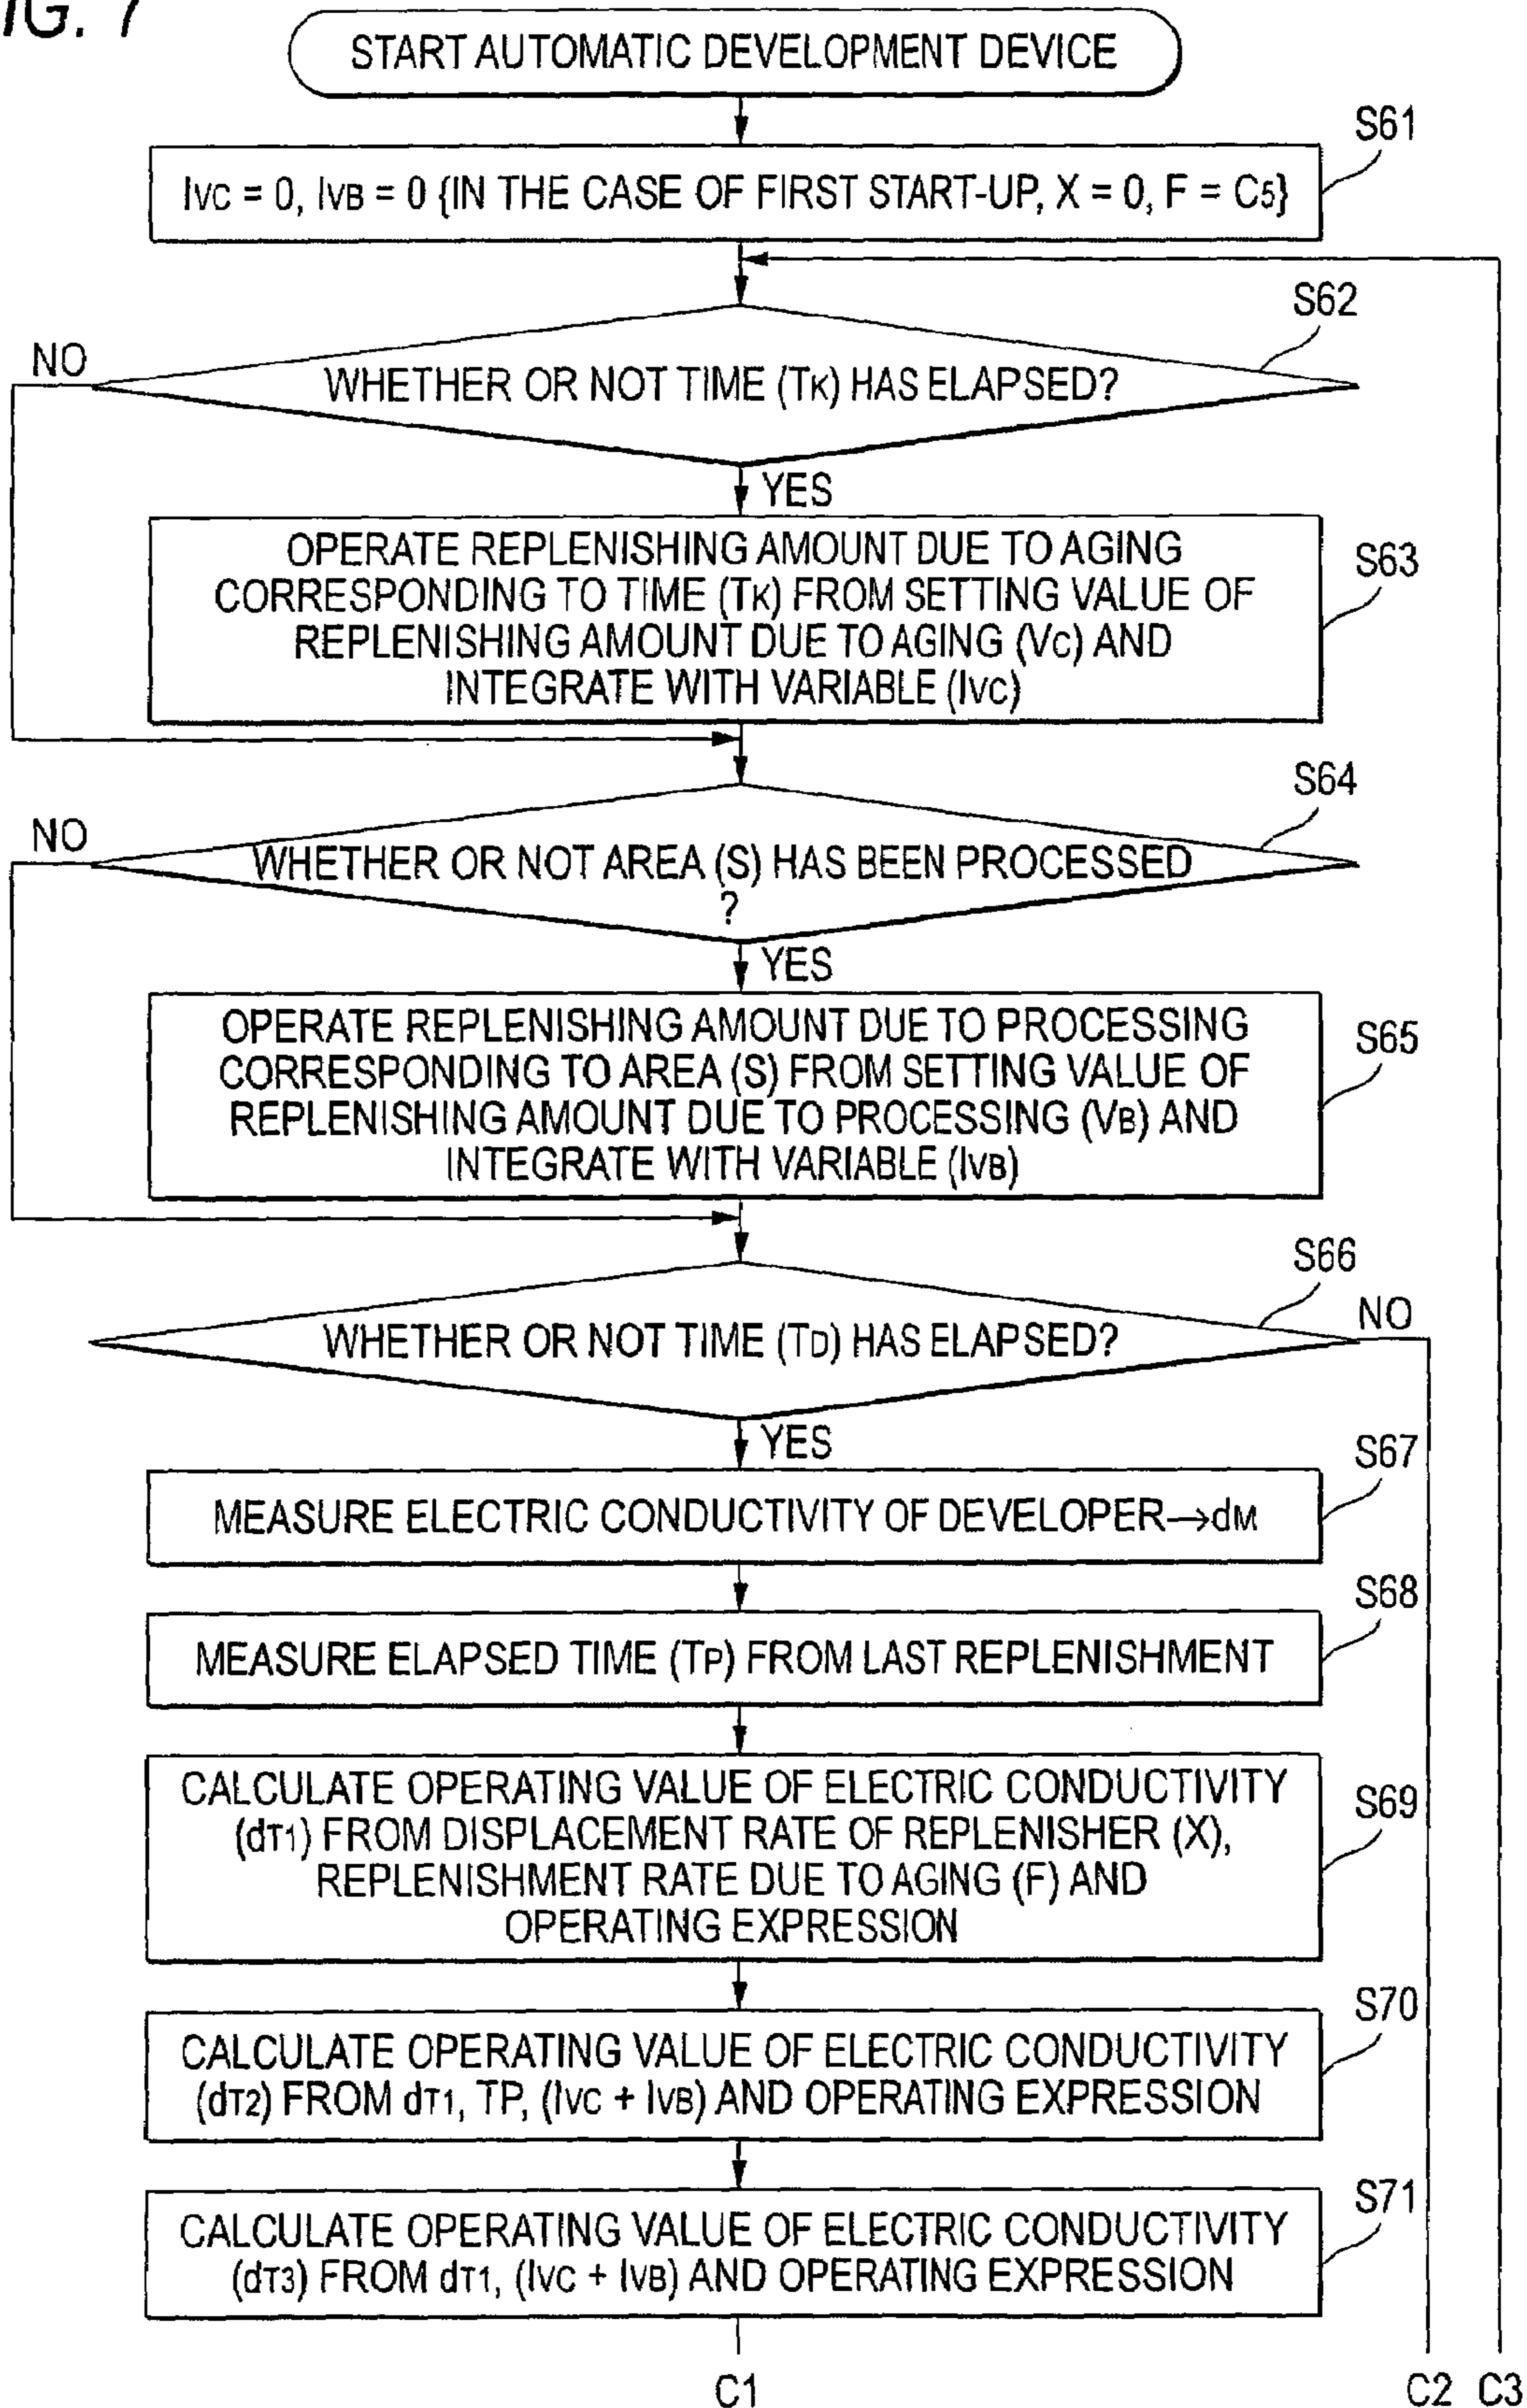 FIG. 7
START AUTOMATIC DEVELOPMENT DEVICE
S61
IVC = 0, IVB = 0 {IN THE CASE OF FIRST START-UP, X = 0, F = C5}
S62
NO
WHETHER OR NOT TIME (TK) HAS ELAPSED?
YES
OPERATE REPLENISHING AMOUNT DUE TO AGING
CORRESPONDING TO TIME (TK) FROM SETTING VALUE OF
REPLENISHING AMOUNT DUE TO AGING (VC) AND
INTEGRATE WITH VARIABLE (IVC)
S63
S64
NO
WHETHER OR NOT AREA (S) HAS BEEN PROCESSED
?
YES
OPERATE REPLENISHING AMOUNT DUE TO PROCESSING
CORRESPONDING TO AREA (S) FROM SETTING VALUE OF
REPLENISHING AMOUNT DUE TO PROCESSING (VB) AND
INTEGRATE WITH VARIABLE (IVB)
S65
S66
NO
WHETHER OR NOT TIME (TD) HAS ELAPSED?
YES
S67
MEASURE ELECTRIC CONDUCTIVITY OF DEVELOPER→dM
S68
MEASURE ELAPSED TIME (TP) FROM LAST REPLENISHMENT
CALCULATE OPERATING VALUE OF ELECTRIC CONDUCTIVITY
(dT1) FROM DISPLACEMENT RATE OF REPLENISHER (X),
REPLENISHMENT RATE DUE TO AGING (F) AND
OPERATING EXPRESSION
S69
S70
CALCULATE OPERATING VALUE OF ELECTRIC CONDUCTIVITY
(dT2) FROM dT1, TP, (IVC + IVB) AND OPERATING EXPRESSION
S71
CALCULATE OPERATING VALUE OF ELECTRIC CONDUCTIVITY
(dT3) FROM dT1, (IVC + IVB) AND OPERATING EXPRESSION
C1
C2
C3